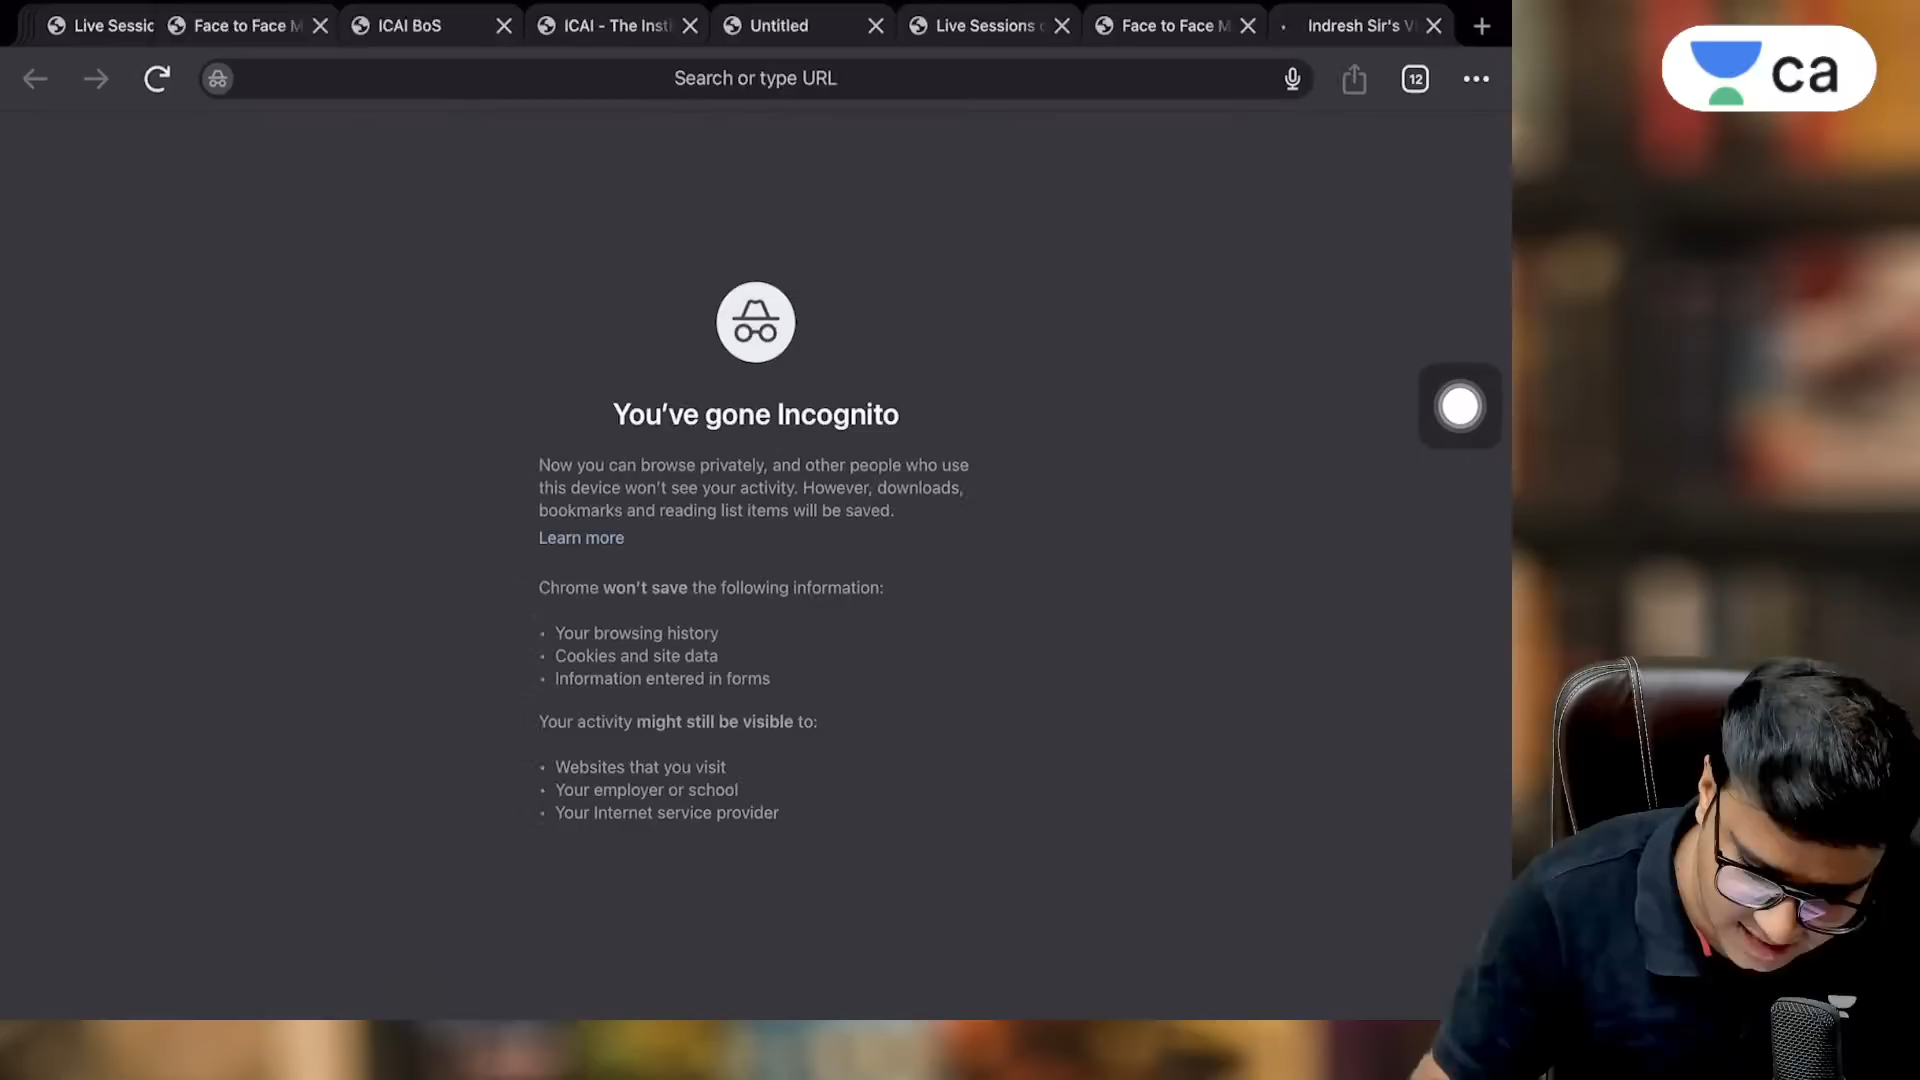 Live Sessic
Face to Face M
ICAI BoS
ICAI - The Insti
Untitled
Live Sessions o
Face to Face M
Indresh Sir's Vi
Search or type URL
12
ca
You've gone Incognito
Now you can browse privately, and other people who use
this device won't see your activity. However, downloads,
bookmarks and reading list items will be saved.
Learn more
Chrome won't save the following information:
• Your browsing history
• Cookies and site data
• Information entered in forms
Your activity might still be visible to:
• Websites that you visit
• Your employer or school
• Your Internet service provider